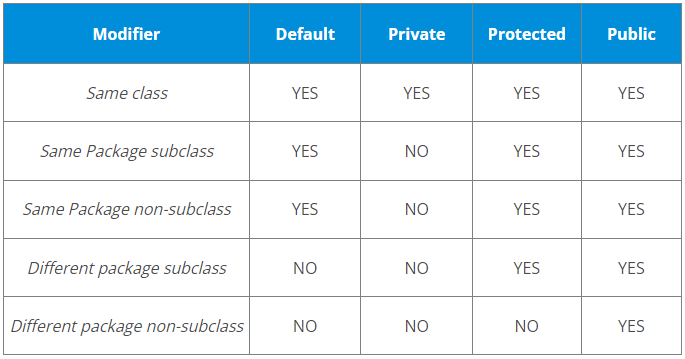 Modifier Default Private Protected Public
Same class YES YES YES YES
Same Package subclass YES NO YES YES
Same Package non-subclass YES NO YES YES
Different package subclass NO NO YES YES
Different package non-subclass NO NO NO YES